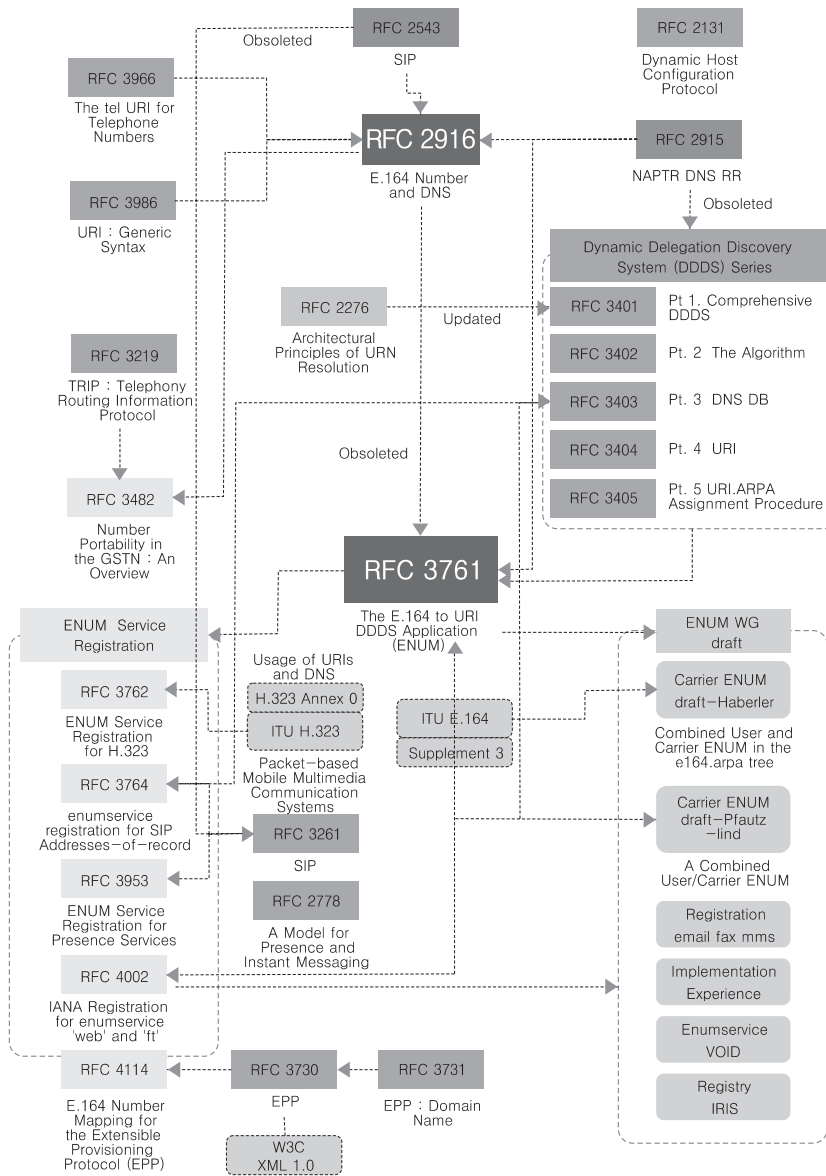 RFC 2543
Obsoleted
SIP
RFC 2131
Dynamic Host
Configuration
Protocol
RFC 3966
The tel URI for
Telephone
Numbers
RFC 2916
E.164 Number
and DNS
RFC 2915
NAPTR DNS RR
Obsoleted
RFC 3986
URI : Generic
Syntax
Dynamic Delegation Discovery
System (DDDS) Series
RFC 2276
Updated
Architectural
Principles of URN
Resolution
RFC 3401
Pt 1. Comprehensive
DDDS
RFC 3402
Pt. 2 The Algorithm
RFC 3403
Pt. 3 DNS DB
RFC 3404
Pt. 4 URI
RFC 3405
Pt. 5 URI.ARPA
Assignment Procedure
RFC 3219
TRIP : Telephony
Routing Information
Protocol
Obsoleted
RFC 3482
Number
Portability in
the GSTN : An
Overview
RFC 3761
The E.164 to URI
DDDS Application
(ENUM)
ENUM Service
Registration
RFC 3762
ENUM Service
Registration
for H.323
RFC 3764
enumservice
registration for SIP
Addresses-of-record
RFC 3953
ENUM Service
Registration for
Presence Services
RFC 4002
IANA Registration
for enumservice
'web' and 'ft'
RFC 4114
E.164 Number
Mapping for
the Extensible
Provisioning
Protocol (EPP)
Usage of URIs
and DNS
H.323 Annex 0
ITU H.323
Packet-based
Mobile Multimedia
Communication
Systems
RFC 3261
SIP
RFC 2778
A Model for
Presence and
Instant Messaging
RFC 3730
EPP
W3C
XML 1.0
RFC 3731
EPP : Domain
Name
ITU E.164
Supplement 3
ENUM WG
draft
Carrier ENUM
draft-Haberler
Combined User and
Carrier ENUM in the
e164.arpa tree
Carrier ENUM
draft-Pfautz
-lind
A Combined
User/Carrier ENUM
Registration
email fax mms
Implementation
Experience
Enumservice
VOID
Registry
IRIS